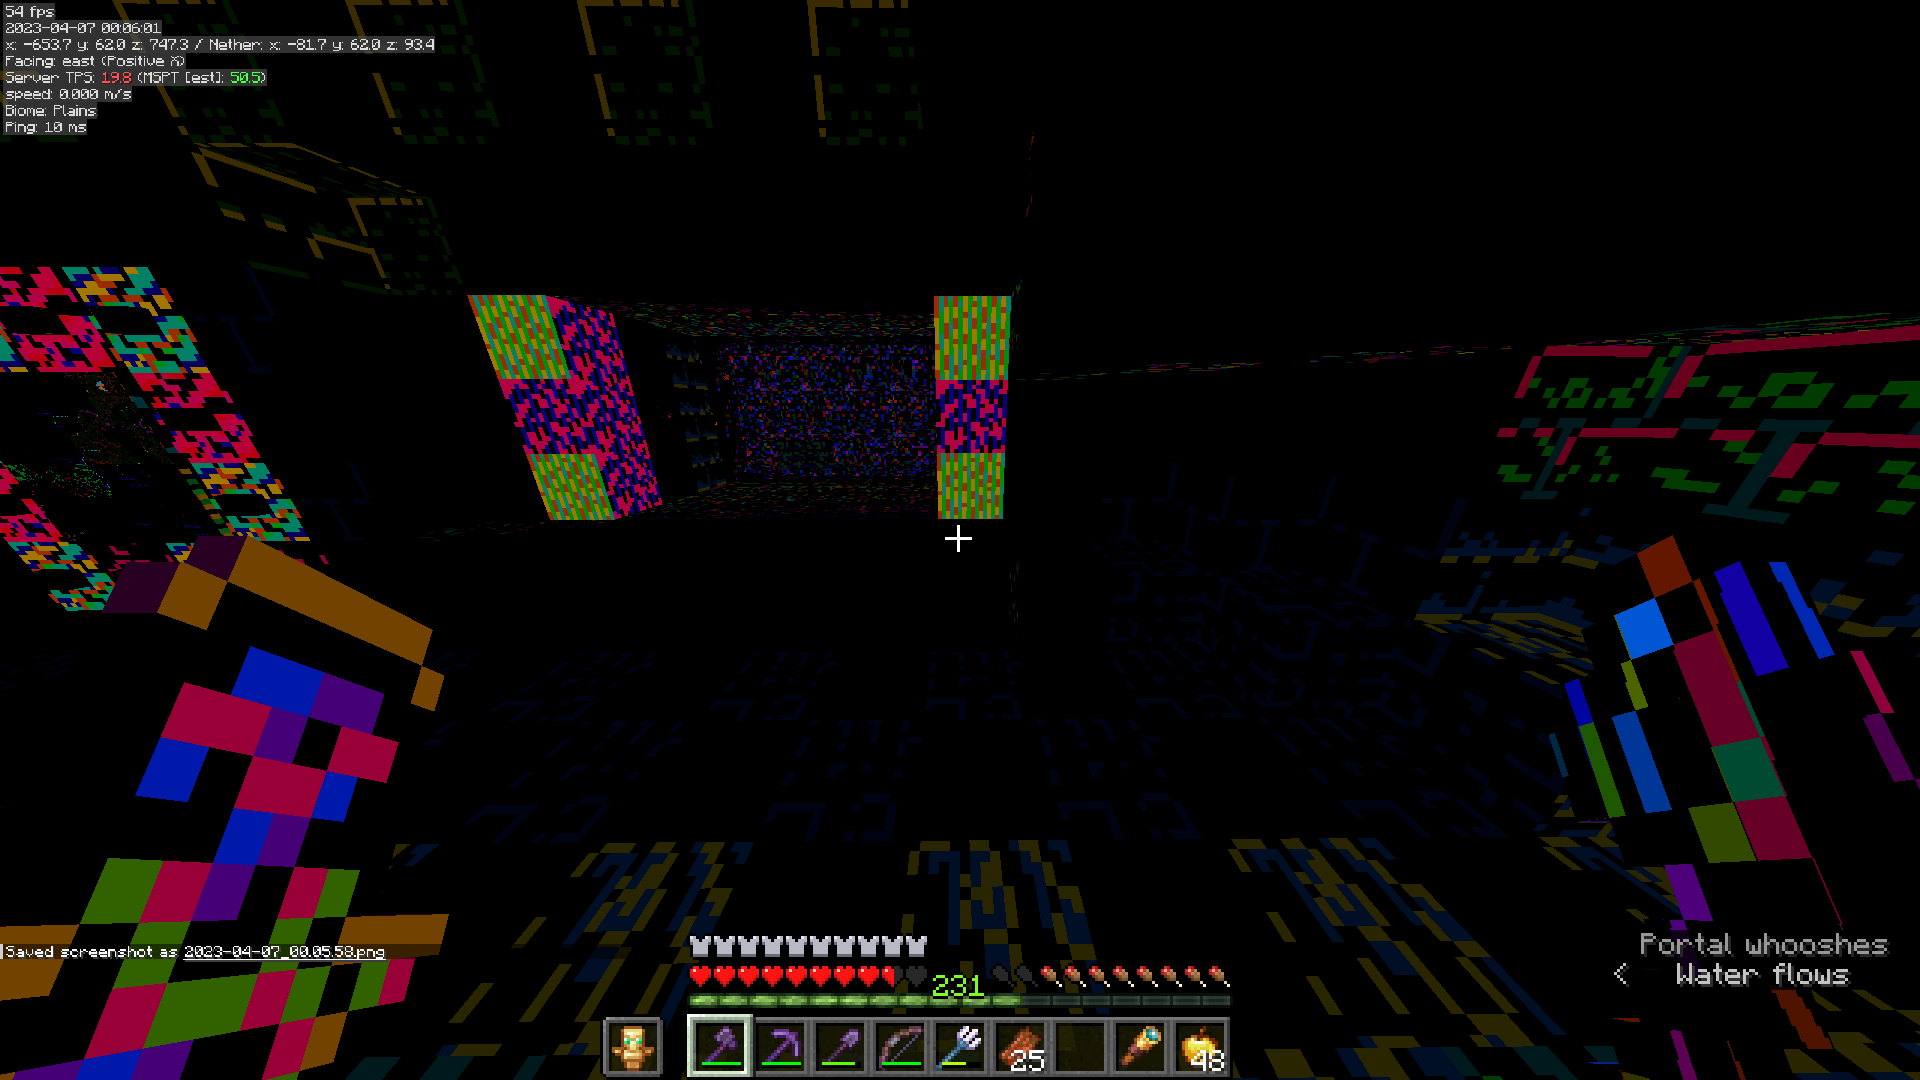 54 fps
2023-04-07 00:06:01
x: -653.7 y: 62.0 z: 747.3 / Nether: x: -81.7 y: 62.0 z: 93.4
Facing: east (Positive X)
Server TPS: 19.8 (MSPT [est]: 50.5)
speed: 0.000 m/s
Biome: Plains
Ping: 10 ms
Saved screenshot as 2023-04-07_00.05.58.png
Portal whooshes
< Water flows
231
25
48